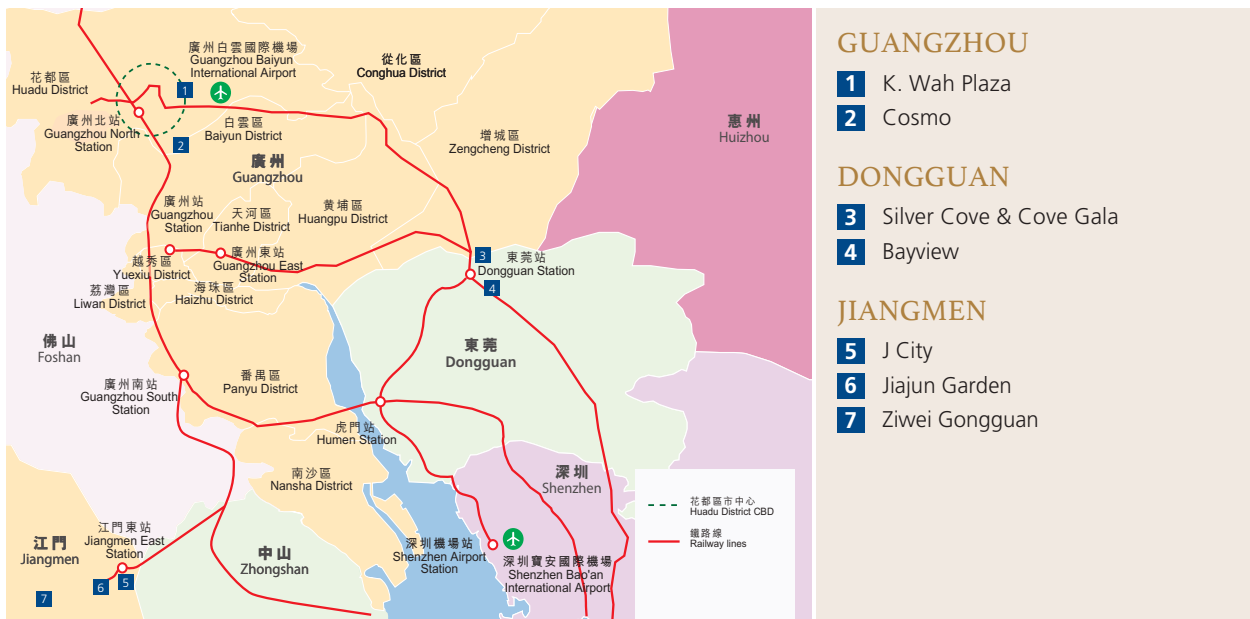 廣州白雲國際機場
Guangzhou Baiyun
International Airport
1
從化區
Conghua District
花都區
Huadu District
廣州北站
Guangzhou North
Station
2
白雲區
Baiyun District
增城區
Zengcheng District
惠州
Huizhou
廣州
Guangzhou
廣州站
Guangzhou
Station
天河區
Tianhe District
黄埔區
Huangpu District
越秀區
Yuexiu District
廣州東站
Guangzhou East
Station
3
東莞站
Dongguan Station
4
荔灣區
Liwan District
海珠區
Haizhu District
佛山
Foshan
東莞
Dongguan
廣州南站
Guangzhou South
Station
番禺區
Panyu District
虎門站
Humen Station
南沙區
Nansha District
深圳
Shenzhen
江門
Jiangmen
江門東站
Jiangmen East
Station
6
5
7
中山
Zhongshan
深圳機場站
Shenzhen Airport
Station
深圳寶安國際機場
Shenzhen Bao'an
International Airport
花都區市中心
Huadu District CBD
鐵路線
Railway lines
GUANGZHOU
1 K. Wah Plaza
2 Cosmo
DONGGUAN
3 Silver Cove & Cove Gala
4 Bayview
JIANGMEN
5 J City
6 Jiajun Garden
7 Ziwei Gongguan